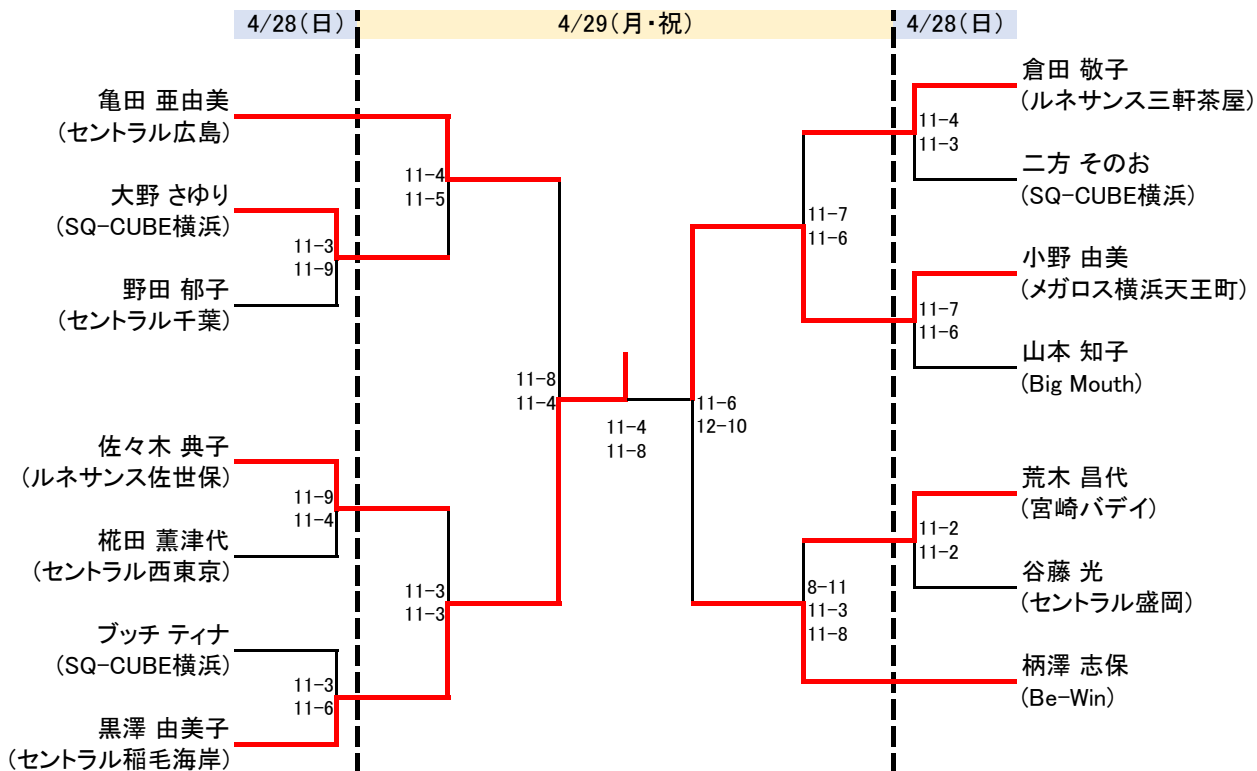 4/28(日)
4/29(月・祝)
4/28(日)
亀田 亜由美
(セントラル広島)
大野 さゆり
(SQ-CUBE横浜)
野田 郁子
(セントラル千葉)
佐々木 典子
(ルネサンス佐世保)
椛田 薫津代
(セントラル西東京)
ブッチ ティナ
(SQ-CUBE横浜)
黒澤 由美子
(セントラル稲毛海岸)
11-3
11-9
11-9
11-4
11-3
11-6
11-4
11-5
11-3
11-3
11-8
11-4
11-4
11-8
11-6
12-10
11-7
11-6
8-11
11-3
11-8
11-4
11-3
11-7
11-6
11-2
11-2
倉田 敬子
(ルネサンス三軒茶屋)
二方 そのお
(SQ-CUBE横浜)
小野 由美
(メガロス横浜天王町)
山本 知子
(Big Mouth)
荒木 昌代
(宮崎バデイ)
谷藤 光
(セントラル盛岡)
柄澤 志保
(Be-Win)